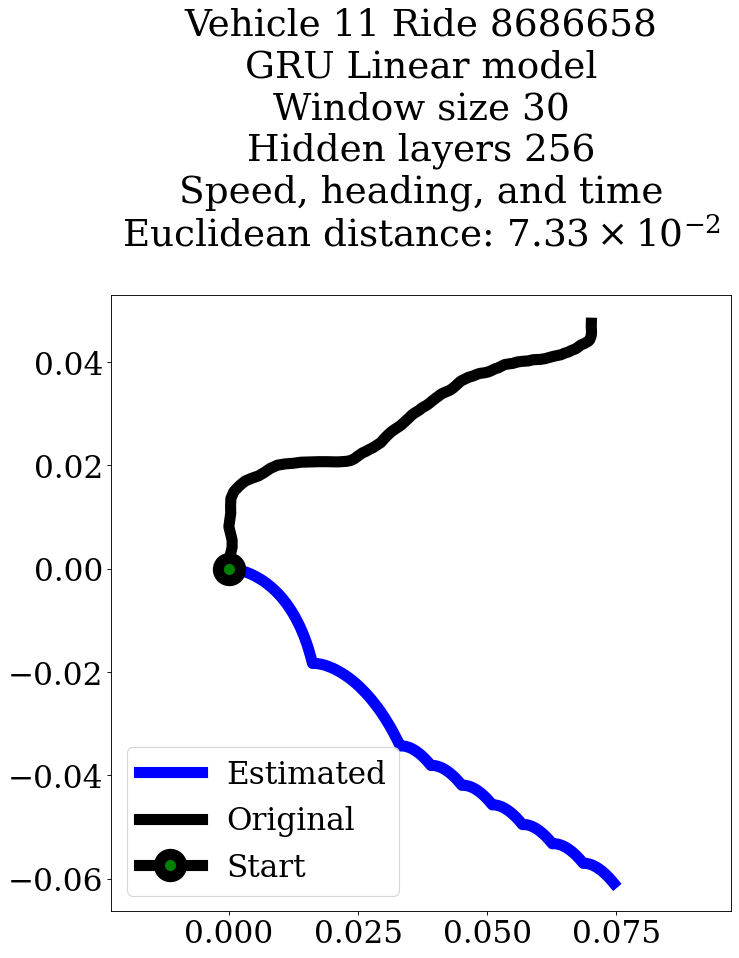 Vehicle 11 Ride 8686658
GRU Linear model
Window size 30
Hidden layers 256
Speed, heading, and time
Euclidean distance: 7.33 × 10⁻²
0.04
0.02
0.00
−0.02
−0.04
−0.06
Estimated
Original
Start
0.000 0.025 0.050 0.075